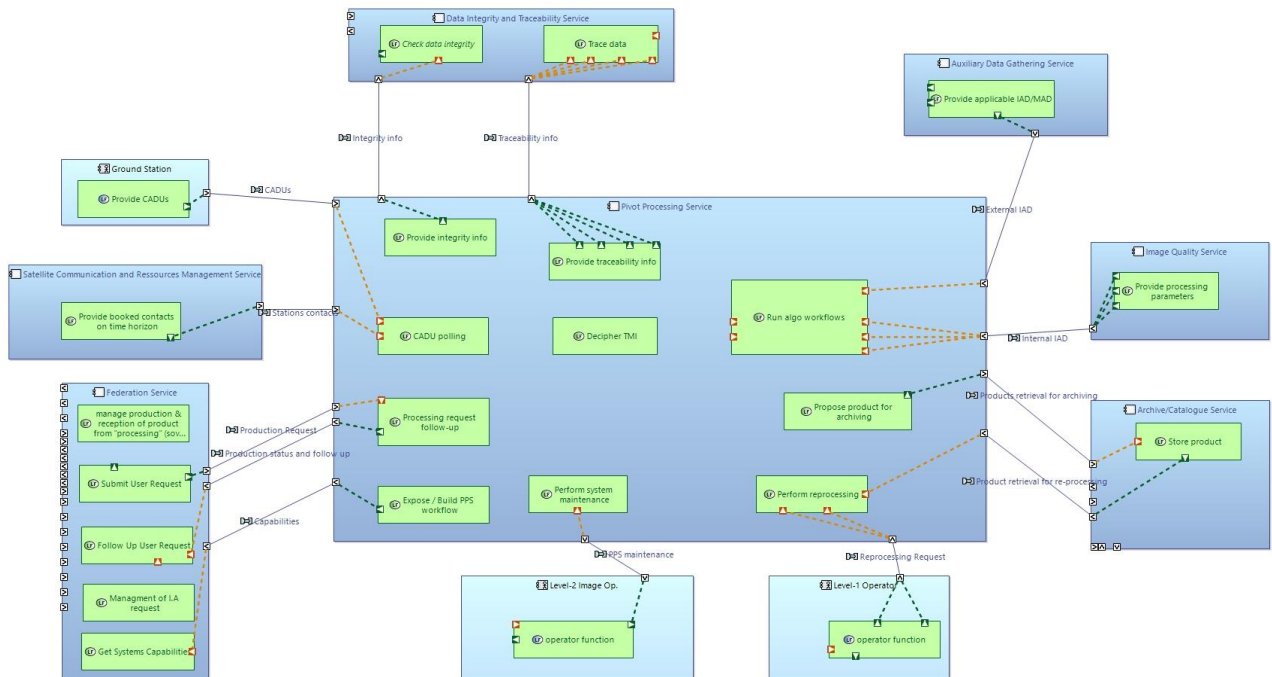 Data Integrity and Traceability Service
Check data integrity
Trace data
Auxiliary Data Gathering Service
Provide applicable IAD/MAD
Integrity info
Traceability info
Ground Station
Provide CADUs
CADUs
Pivot Processing Service
External IAD
Provide integrity info
Provide traceability info
Image Quality Service
Provide processing
parameters
Satellite Communication and Ressources Management Service
Provide booked contacts
on time horizon
Stations contacts
CADU polling
Decipher TMI
Run algo workflows
Internal IAD
Federation Service
manage production &
reception of product
from "processing" (sov...
Production Request
Processing request
follow-up
Propose product for
archiving
Products retrieval for archiving
Archive/Catalogue Service
Store product
Production status and follow up
Submit User Request
Perform system
maintenance
Perform reprocessing
Product retrieval for re-processing
Expose / Build PPS
workflow
Capabilities
Follow Up User Request
PPS maintenance
Reprocessing Request
Managment of I.A
request
Level-2 Image Op.
Level-1 Operator
Get Systems Capabilities
operator function
operator function